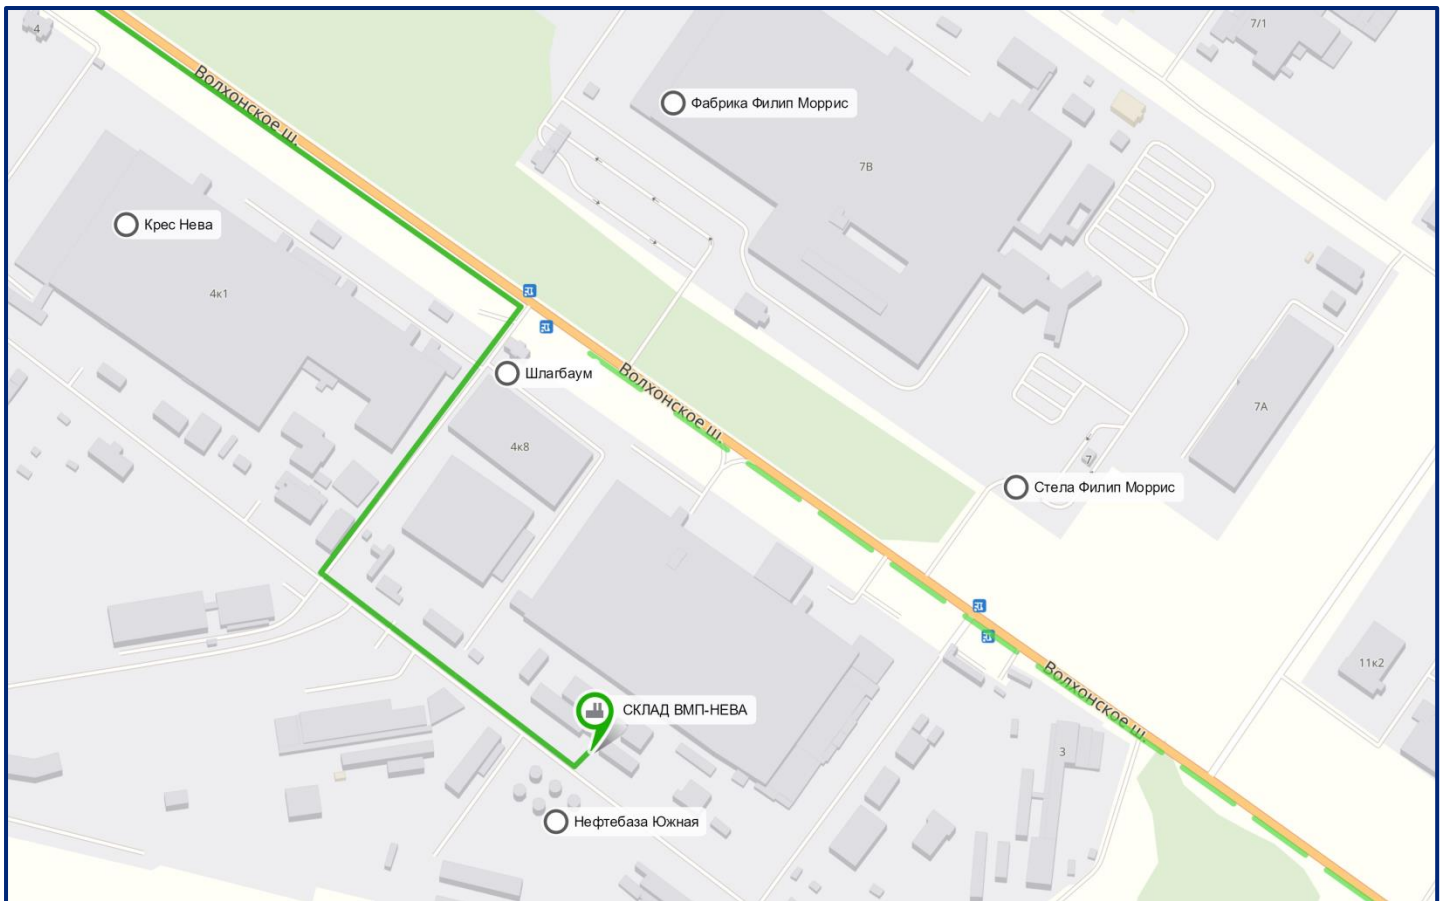 4
7/1
Волхонское ш.
Фабрика Филип Моррис
7В
Крес Нева
4к1
Шлагбаум
Волхонское ш.
7А
4к8
7
Стела Филип Моррис
11к2
Волхонское ш.
СКЛАД ВМП-НЕВА
3
Нефтебаза Южная